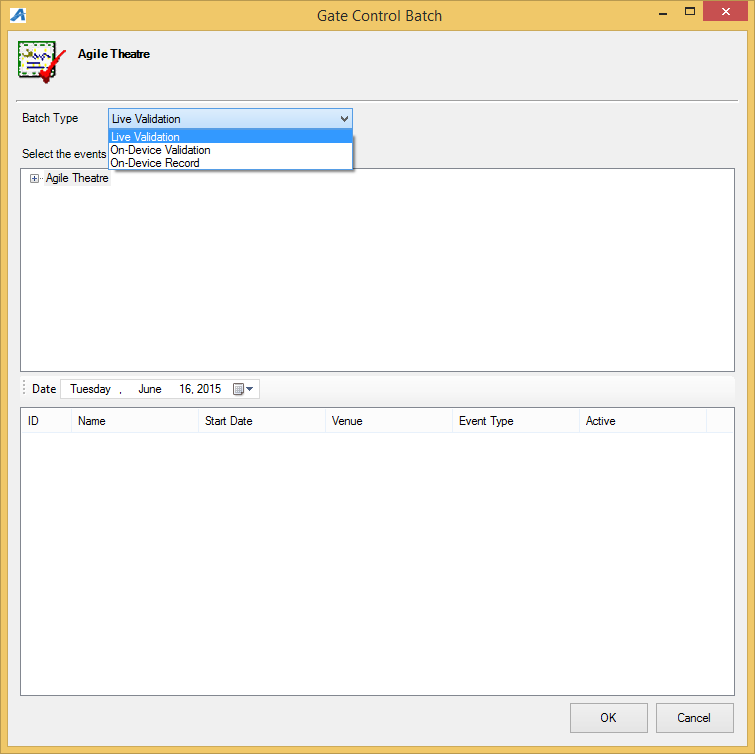 Gate Control Batch
Agile Theatre
Batch Type Live Validation
Live Validation
On-Device Validation
On-Device Record
Select the events
Agile Theatre
Date Tuesday , June 16, 2015
ID Name Start Date Venue Event Type Active
OK Cancel